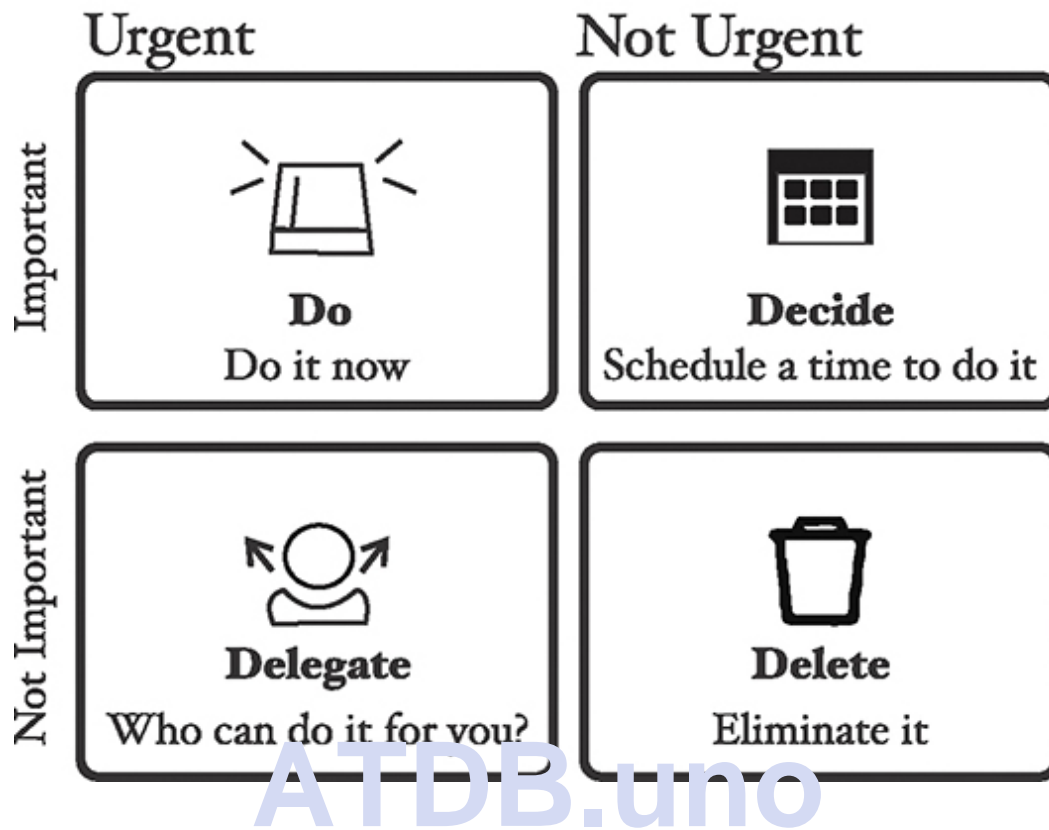 Urgent
Not Urgent
Important
Do
Do it now
Decide
Schedule a time to do it
Not Important
Delegate
Who can do it for you?
Delete
Eliminate it
ATDB.uno